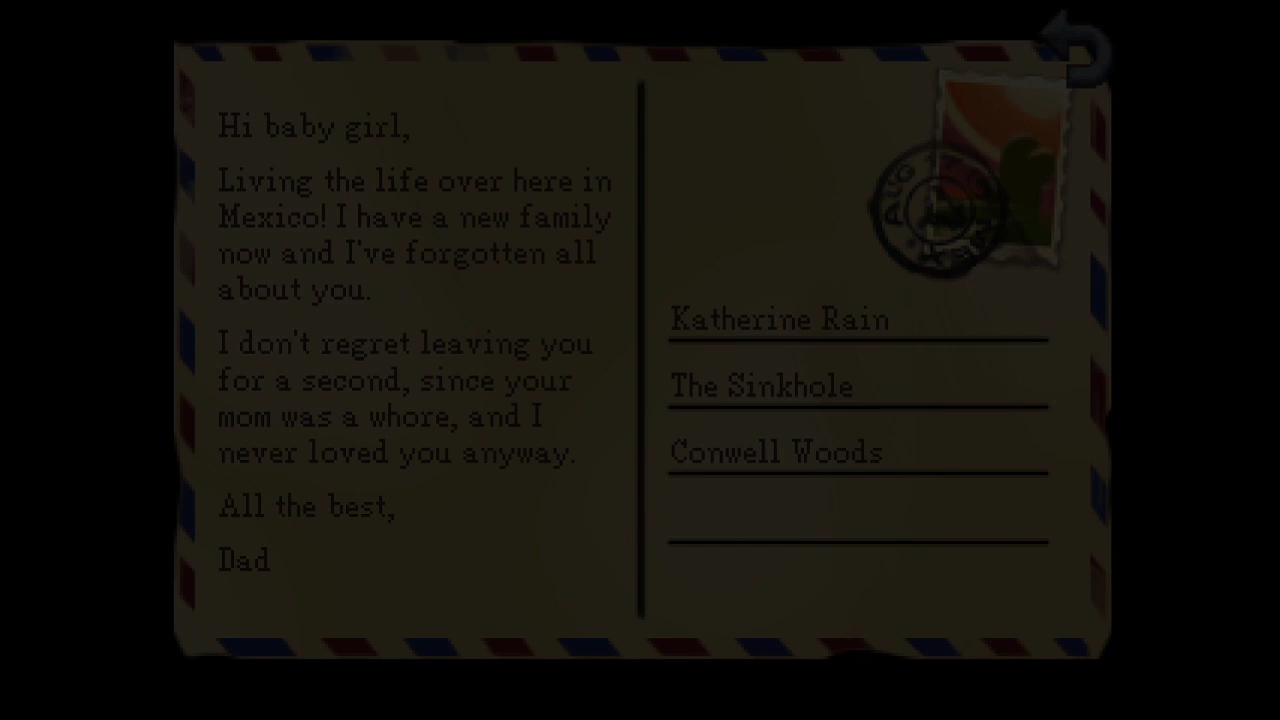 Hi baby girl,
Living the life over here in
Mexico! I have a new family
now and I've forgotten all
about you.
I don't regret leaving you
for a second, since your
mom was a whore, and I
never loved you anyway.
All the best,
Dad
AUG
Katherine Rain
The Sinkhole
Conwell Woods